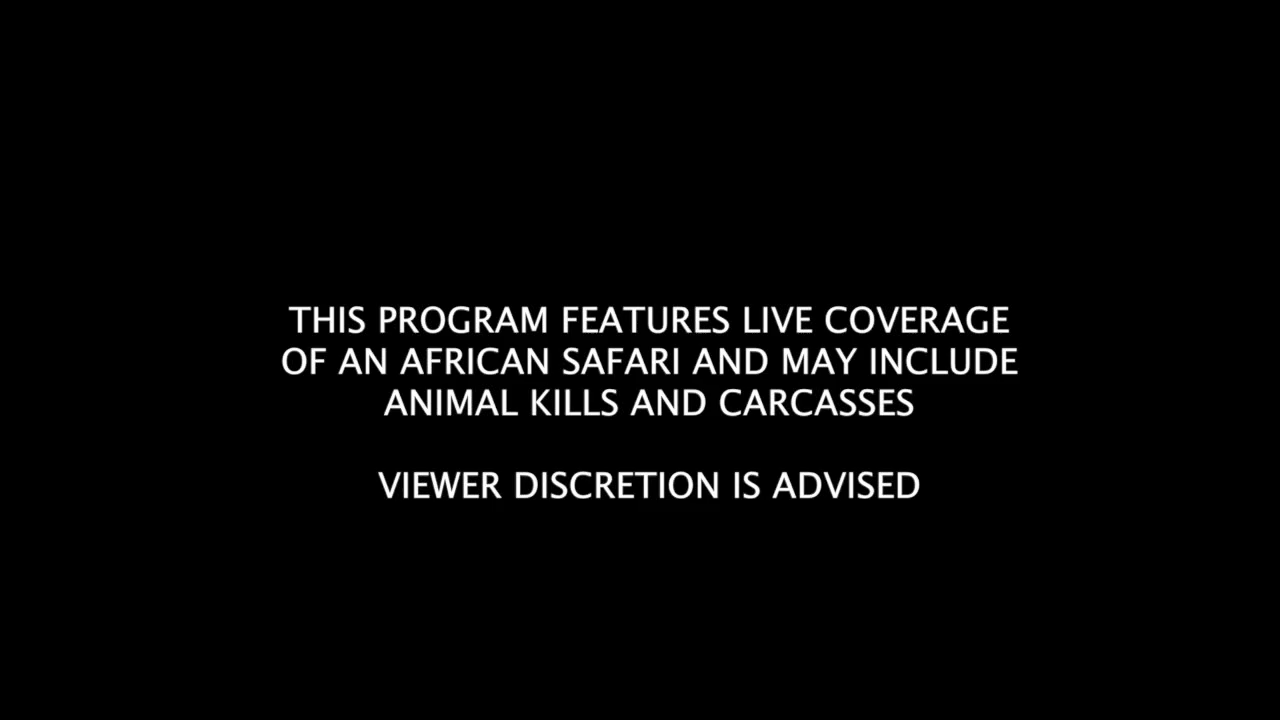 THIS PROGRAM FEATURES LIVE COVERAGE
OF AN AFRICAN SAFARI AND MAY INCLUDE
ANIMAL KILLS AND CARCASSES
VIEWER DISCRETION IS ADVISED